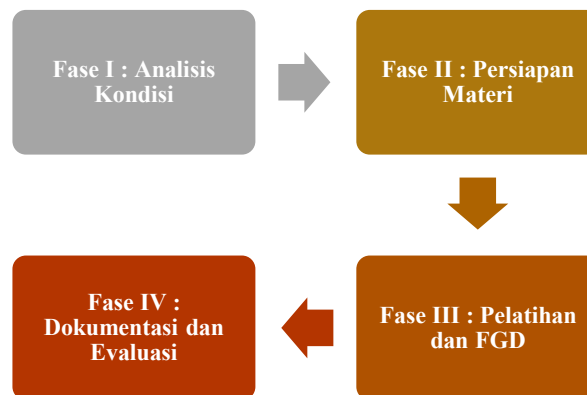 Fase I : Analisis
Kondisi
Fase II : Persiapan
Materi
Fase III : Pelatihan
dan FGD
Fase IV :
Dokumentasi dan
Evaluasi